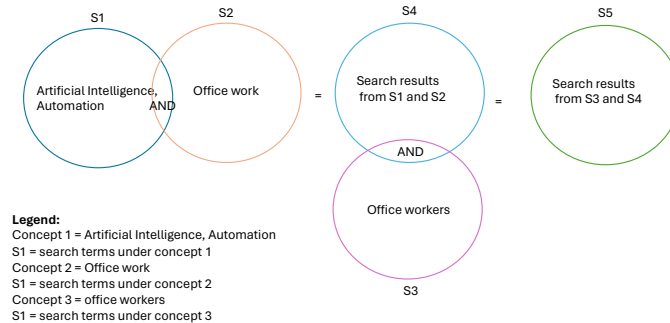 S1
S2
S4
S5
Artificial Intelligence,
Automation
AND
Office work
=
Search results
from S1 and S2
=
Search results
from S3 and S4
AND
Office workers
S3
Legend:
Concept 1 = Artificial Intelligence, Automation
S1 = search terms under concept 1
Concept 2 = Office work
S1 = search terms under concept 2
Concept 3 = office workers
S1 = search terms under concept 3